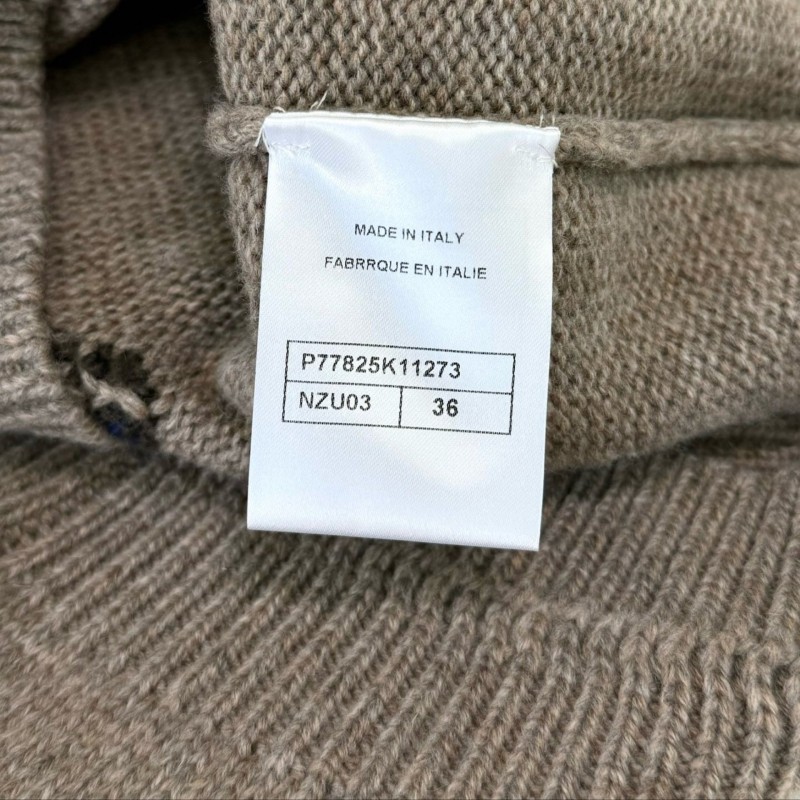 MADE IN ITALY
FABRRQUE EN ITALIE
P77825K11273
NZU03 36